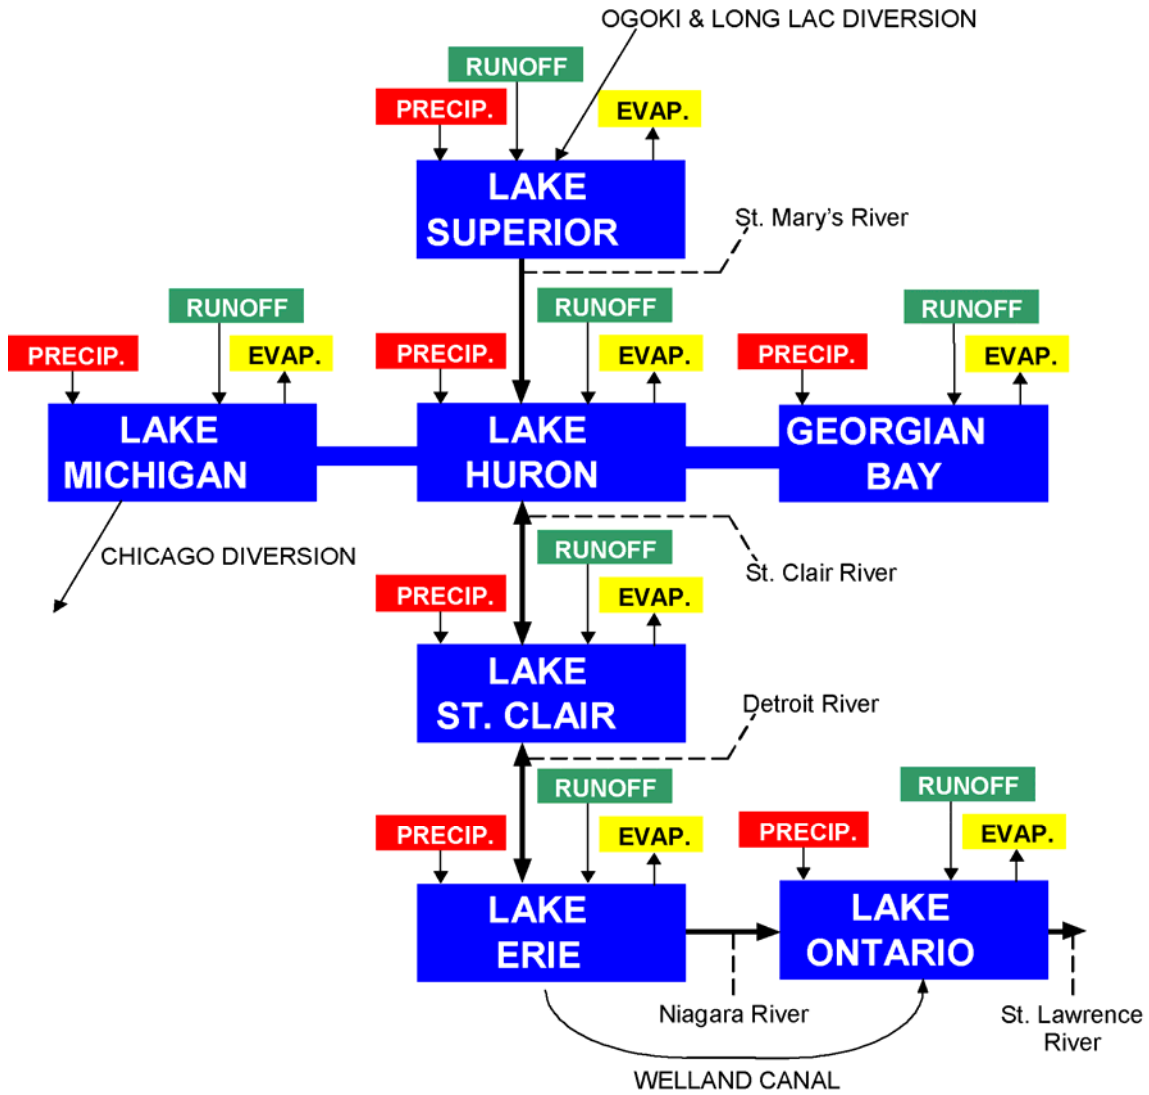 OGOKI & LONG LAC DIVERSION
RUNOFF
PRECIP.
EVAP.
LAKE
SUPERIOR
St. Mary's River
RUNOFF
PRECIP.
EVAP.
RUNOFF
PRECIP.
EVAP.
RUNOFF
PRECIP.
EVAP.
LAKE
MICHIGAN
LAKE
HURON
GEORGIAN
BAY
CHICAGO DIVERSION
RUNOFF
St. Clair River
PRECIP.
EVAP.
LAKE
ST. CLAIR
Detroit River
RUNOFF
PRECIP.
EVAP.
RUNOFF
PRECIP.
EVAP.
LAKE
ERIE
LAKE
ONTARIO
Niagara River
St. Lawrence
River
WELLAND CANAL